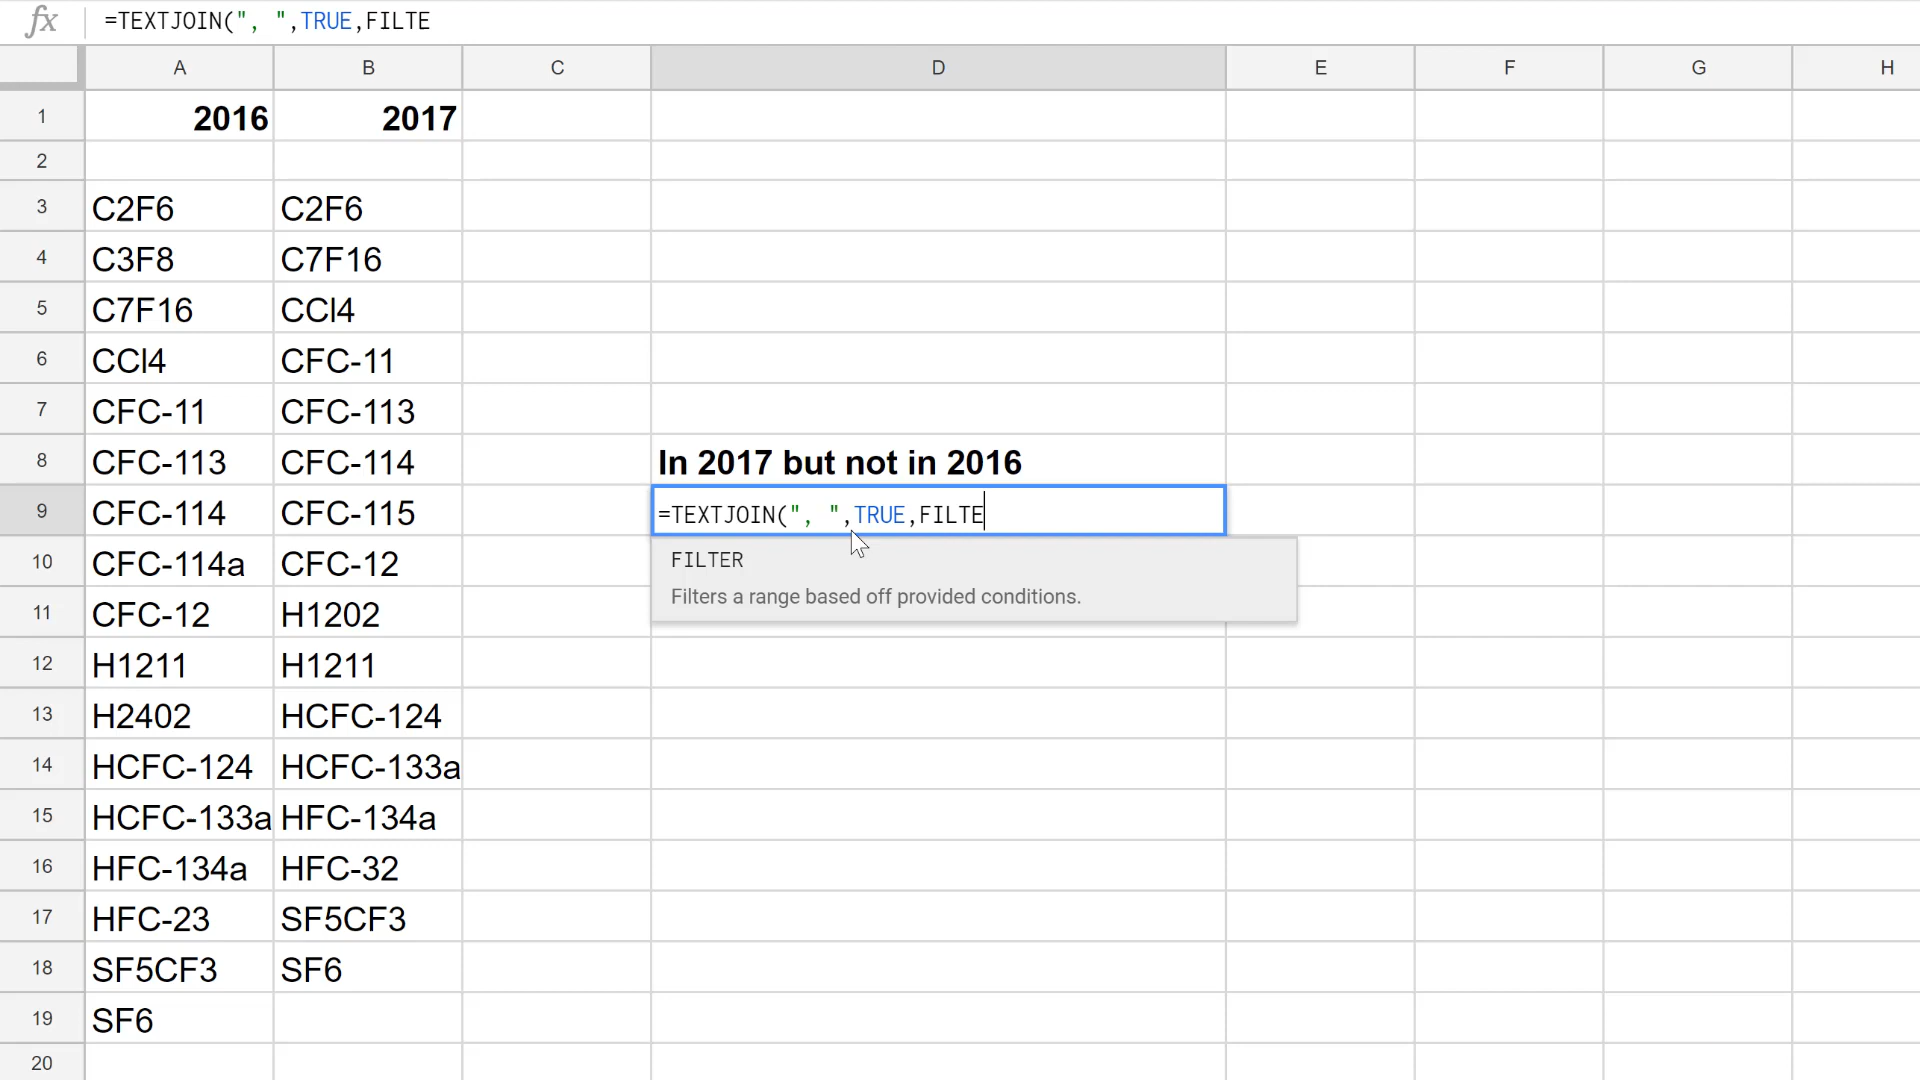 fx =TEXTJOIN(", ",TRUE,FILTE
A B C D E F G H
1 2016 2017
2
3 C2F6 C2F6
4 C3F8 C7F16
5 C7F16 CCl4
6 CCl4 CFC-11
7 CFC-11 CFC-113
8 CFC-113 CFC-114 In 2017 but not in 2016
9 CFC-114 CFC-115 =TEXTJOIN(", ",TRUE,FILTE
10 CFC-114a CFC-12 FILTER
Filters a range based off provided conditions.
11 CFC-12 H1202
12 H1211 H1211
13 H2402 HCFC-124
14 HCFC-124 HCFC-133a
15 HCFC-133a HFC-134a
16 HFC-134a HFC-32
17 HFC-23 SF5CF3
18 SF5CF3 SF6
19 SF6
20